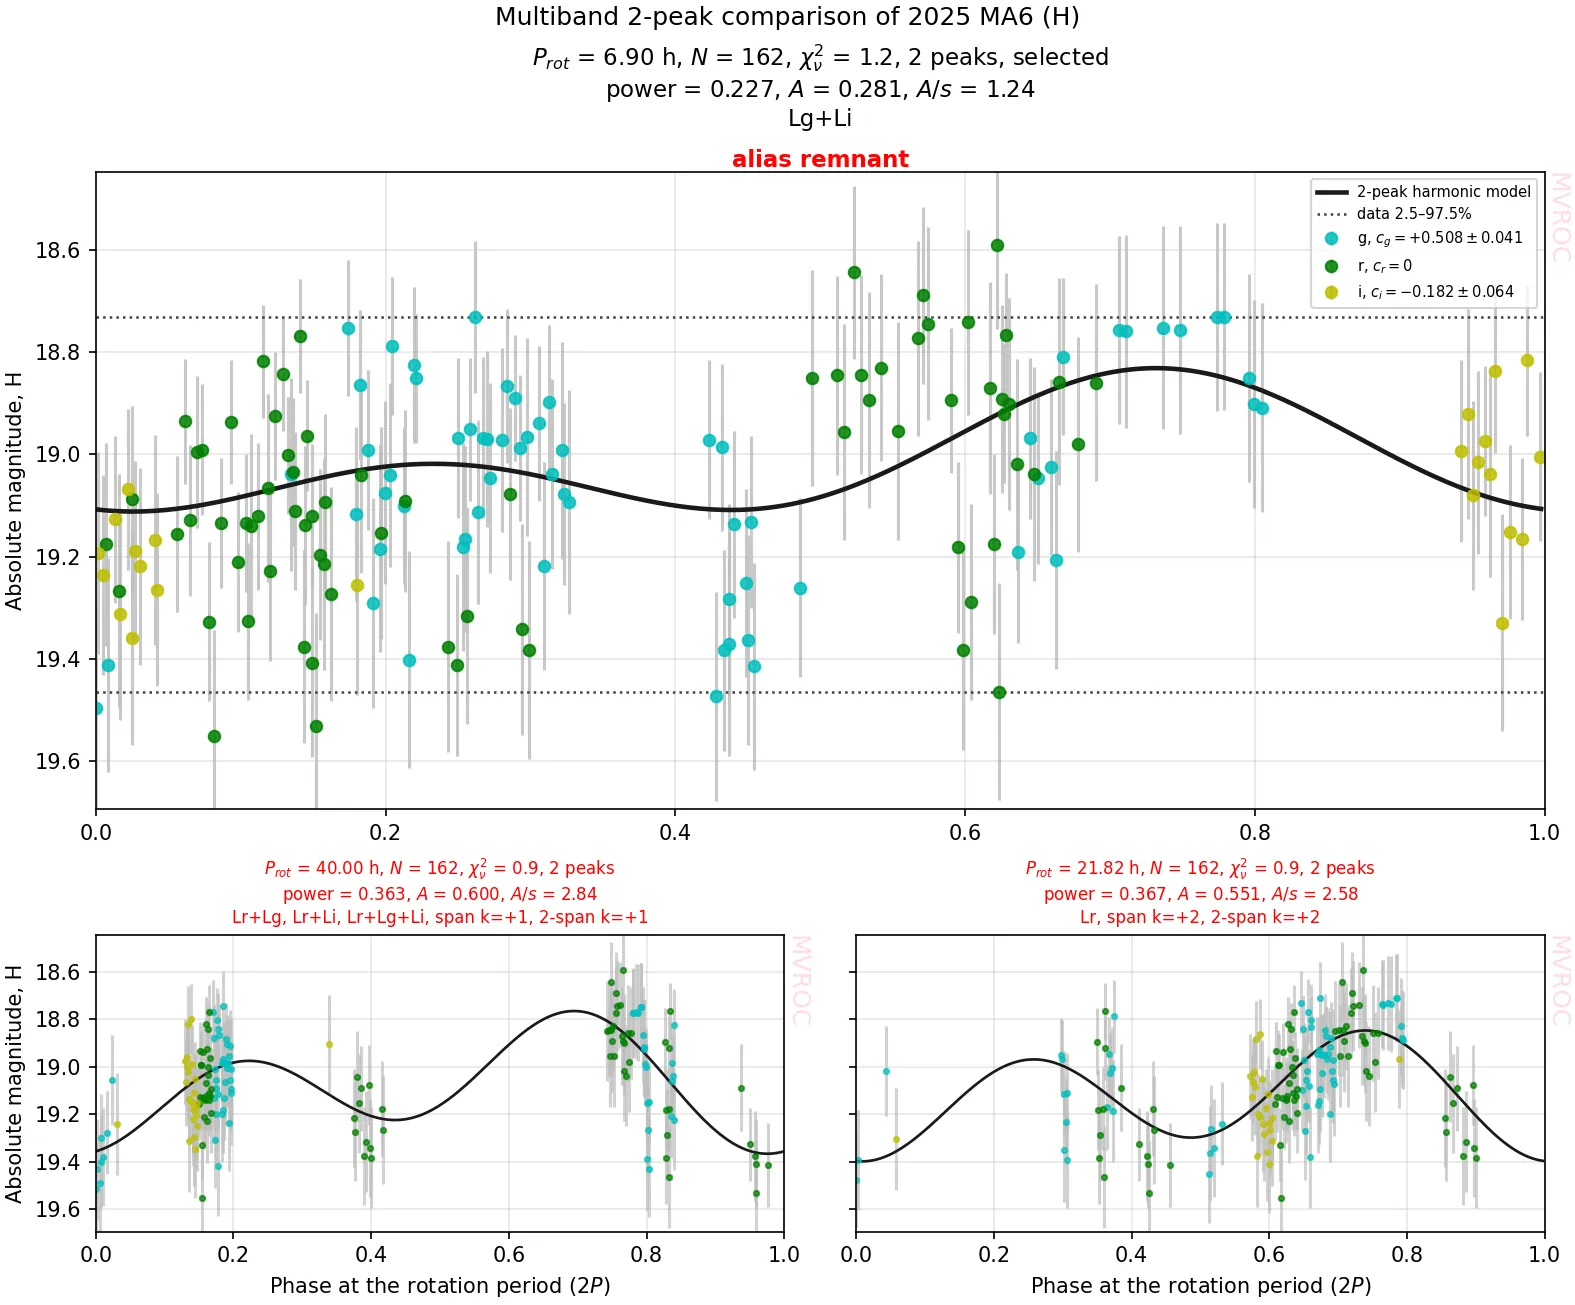 Multiband 2-peak comparison of 2025 MA6 (H)
P_rot = 6.90 h, N = 162, χ²_ν = 1.2, 2 peaks, selected
power = 0.227, A = 0.281, A/s = 1.24
Lg+Li
alias remnant
MVROC
2-peak harmonic model
data 2.5–97.5%
g, c_g = +0.508 ± 0.041
r, c_r = 0
i, c_i = −0.182 ± 0.064
Absolute magnitude, H
18.6
18.8
19.0
19.2
19.4
19.6
0.0 0.2 0.4 0.6 0.8 1.0
P_rot = 40.00 h, N = 162, χ²_ν = 0.9, 2 peaks
power = 0.363, A = 0.600, A/s = 2.84
Lr+Lg, Lr+Li, Lr+Lg+Li, span k=+1, 2-span k=+1
MVROC
Absolute magnitude, H
18.6
18.8
19.0
19.2
19.4
19.6
0.0 0.2 0.4 0.6 0.8 1.0
Phase at the rotation period (2P)
P_rot = 21.82 h, N = 162, χ²_ν = 0.9, 2 peaks
power = 0.367, A = 0.551, A/s = 2.58
Lr, span k=+2, 2-span k=+2
MVROC
0.0 0.2 0.4 0.6 0.8 1.0
Phase at the rotation period (2P)